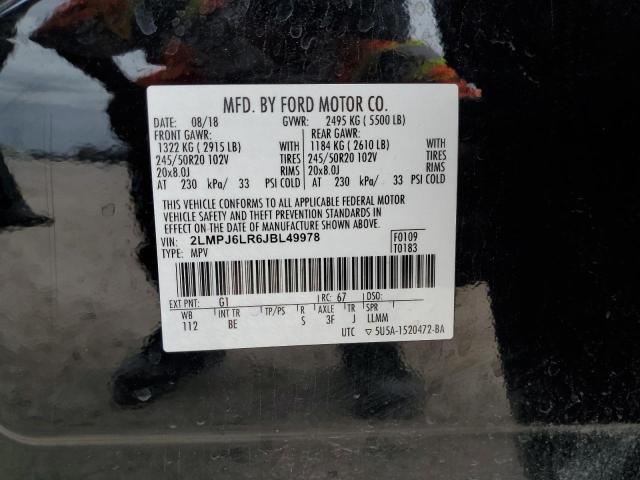 MFD. BY FORD MOTOR CO.
DATE: 08/18 GVWR: 2495 KG ( 5500 LB)
FRONT GAWR: REAR GAWR:
1322 KG ( 2915 LB) WITH 1184 KG ( 2610 LB) WITH
245/50R20 102V TIRES 245/50R20 102V TIRES
20x8.0J RIMS 20x8.0J RIMS
AT 230 kPa/ 33 PSI COLD AT 230 kPa/ 33 PSI COLD
THIS VEHICLE CONFORMS TO ALL APPLICABLE FEDERAL MOTOR
VEHICLE SAFETY AND THEFT PREVENTION STANDARDS IN
EFFECT ON THE DATE OF MANUFACTURE SHOWN ABOVE.
VIN: 2LMPJ6LR6JBL49978 F0109
TYPE: MPV T0183
EXT PNT: G1 RC: 67 DSO:
WB INT TR TP/PS R AXLE TR SPR
112 BE S 3F J LLMM
UTC ▽ 5U5A-1520472-BA